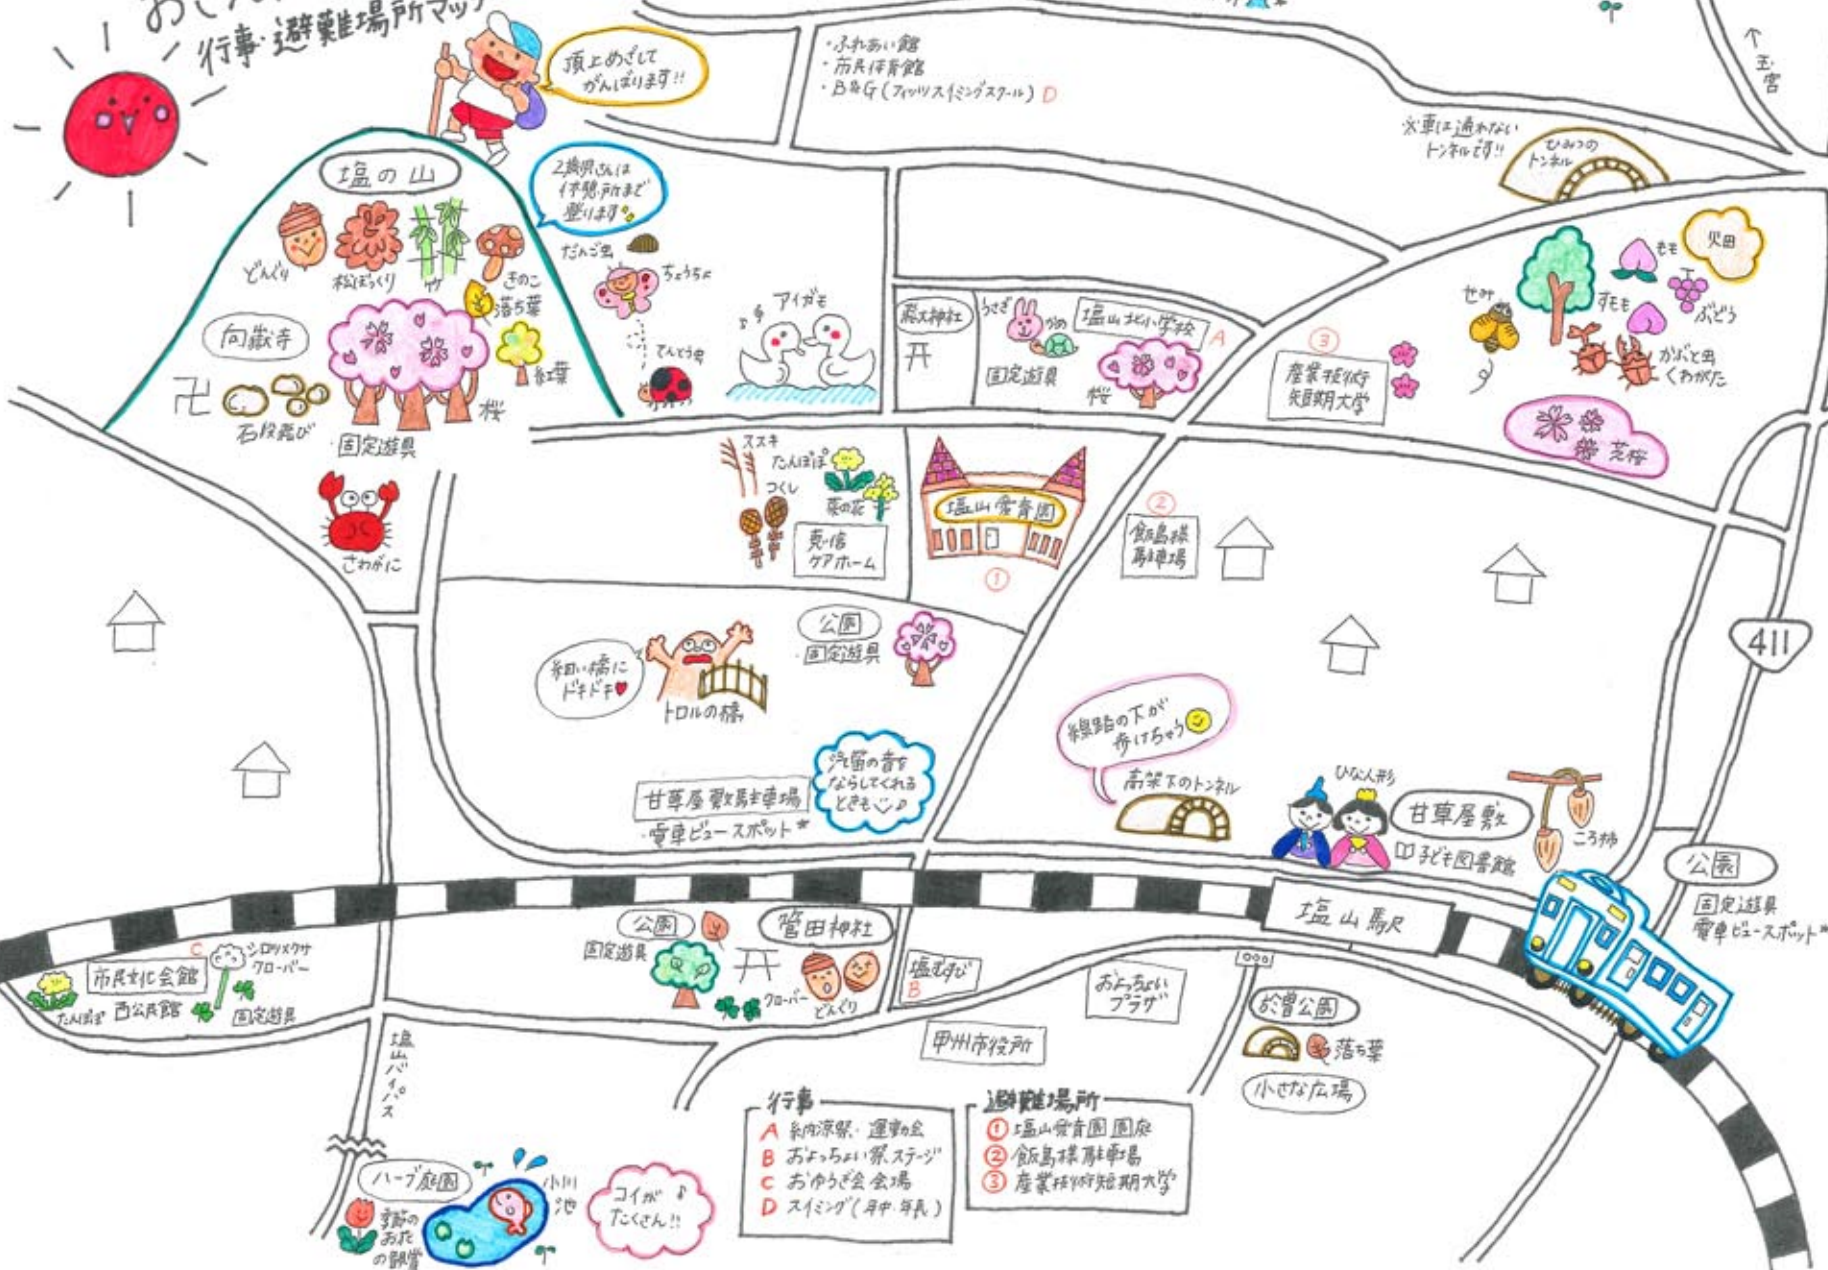 行事・避難場所マップ
頂上めざして
がんばります!!
・ふれあい館
・市民体育館
・B&G(フィッツスイミングスクール) D
↑玉宮
※車は通れない
トンネルです!!
ひみつの
トンネル
塩の山
2歳児さんは
休憩所まで
登ります
どんぐり
松ぼっくり
竹
きのこ
落ち葉
紅葉
向嶽寺
卍
石段飛び
桜
・固定遊具
だんご虫
ちょうちょ
てんとう虫
アイガモ
神社
うさぎ
かめ
塩山北小学校
A
固定遊具
桜
③
産業技術
短期大学
せみ
もも
すもも
ぶどう
畑
かぶと虫
くわがた
芝桜
さわがに
ススキ
たんぽぽ
つくし
菜の花
恵信
ケアホーム
塩山愛育園
①
②
飯島様
駐車場
411
細い橋に
ドキドキ
トロルの橋
公園
・固定遊具
汽笛の音を
ならしてくれる
ときも♪
甘草屋敷駐車場
・電車ビュースポット*
線路の下が
歩けちゃう
高架下のトンネル
ひな人形
甘草屋敷
子ども図書館
ころ柿
公園
固定遊具
電車ビュースポット*
塩山駅
C
市民文化会館
西公民館
たんぽぽ
シロツメクサ
クローバー
固定遊具
公園
固定遊具
菅田神社
クローバー
どんぐり
塩むすび
B
およっちょい
プラザ
甲州市役所
於曽公園
落ち葉
小さな広場
塩山バイパス
ハーブ庭園
季節の
お花
の観賞
小川
池
コイが
たくさん!!
行事
A 納涼祭・運動会
B およっちょい祭ステージ
C おゆうぎ会会場
D スイミング(年中・年長)
避難場所
① 塩山愛育園 園庭
② 飯島様駐車場
③ 産業技術短期大学